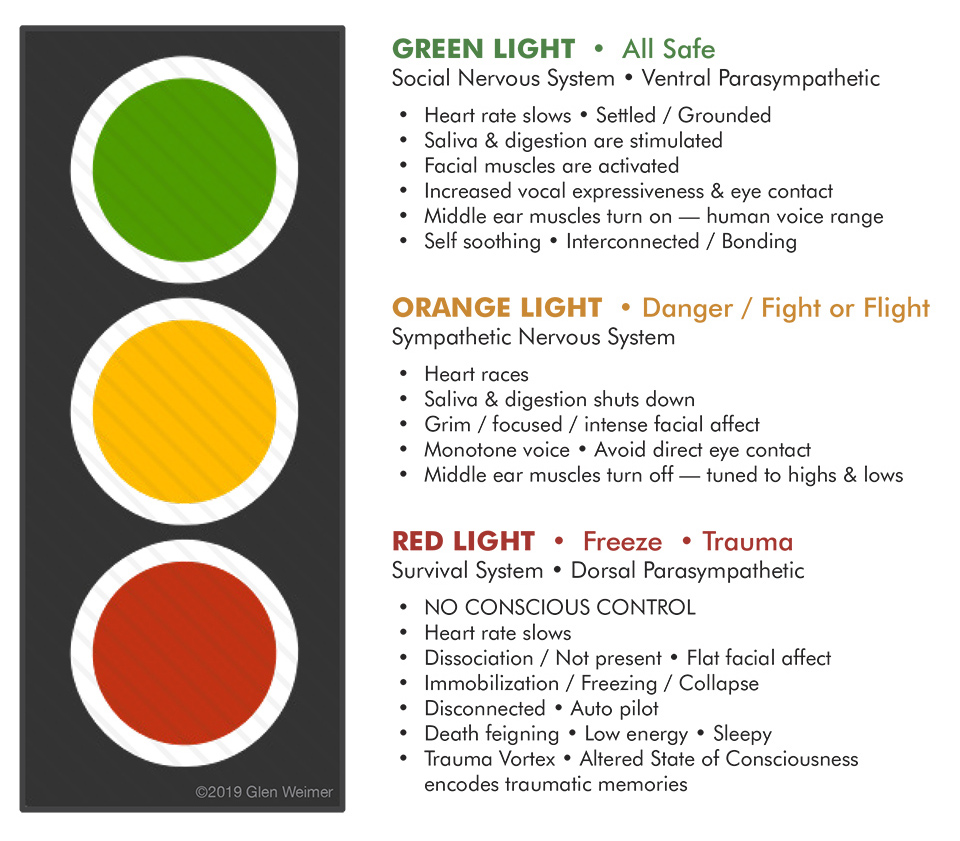 GREEN LIGHT • All Safe
Social Nervous System • Ventral Parasympathetic
• Heart rate slows • Settled / Grounded
• Saliva & digestion are stimulated
• Facial muscles are activated
• Increased vocal expressiveness & eye contact
• Middle ear muscles turn on — human voice range
• Self soothing • Interconnected / Bonding
ORANGE LIGHT • Danger / Fight or Flight
Sympathetic Nervous System
• Heart races
• Saliva & digestion shuts down
• Grim / focused / intense facial affect
• Monotone voice • Avoid direct eye contact
• Middle ear muscles turn off — tuned to highs & lows
RED LIGHT • Freeze • Trauma
Survival System • Dorsal Parasympathetic
• NO CONSCIOUS CONTROL
• Heart rate slows
• Dissociation / Not present • Flat facial affect
• Immobilization / Freezing / Collapse
• Disconnected • Auto pilot
• Death feigning • Low energy • Sleepy
• Trauma Vortex • Altered State of Consciousness
encodes traumatic memories
©2019 Glen Weimer